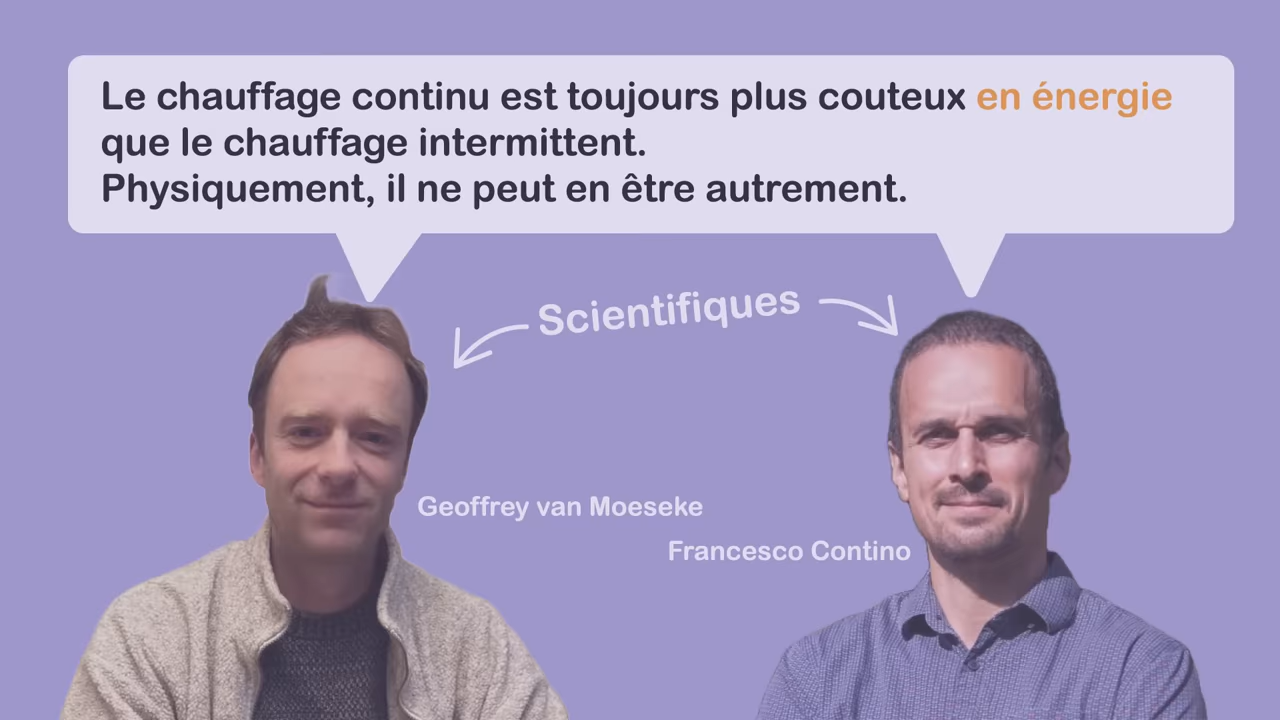 Le chauffage continu est toujours plus couteux en énergie
que le chauffage intermittent.
Physiquement, il ne peut en être autrement.
Scientifiques
Geoffrey van Moeseke
Francesco Contino